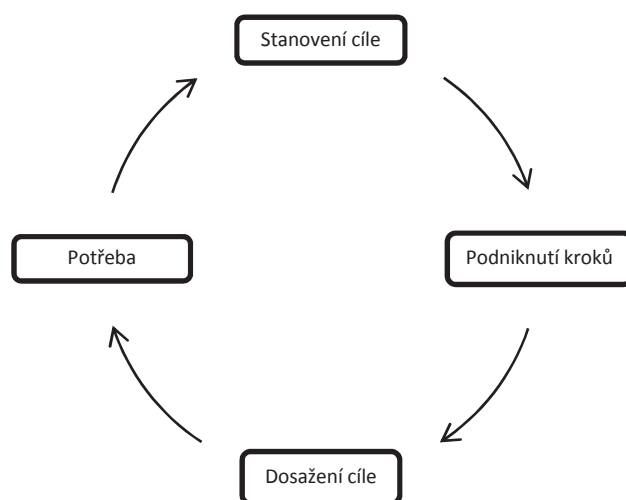 Stanovení cíle
Potřeba
Podniknutí kroků
Dosažení cíle